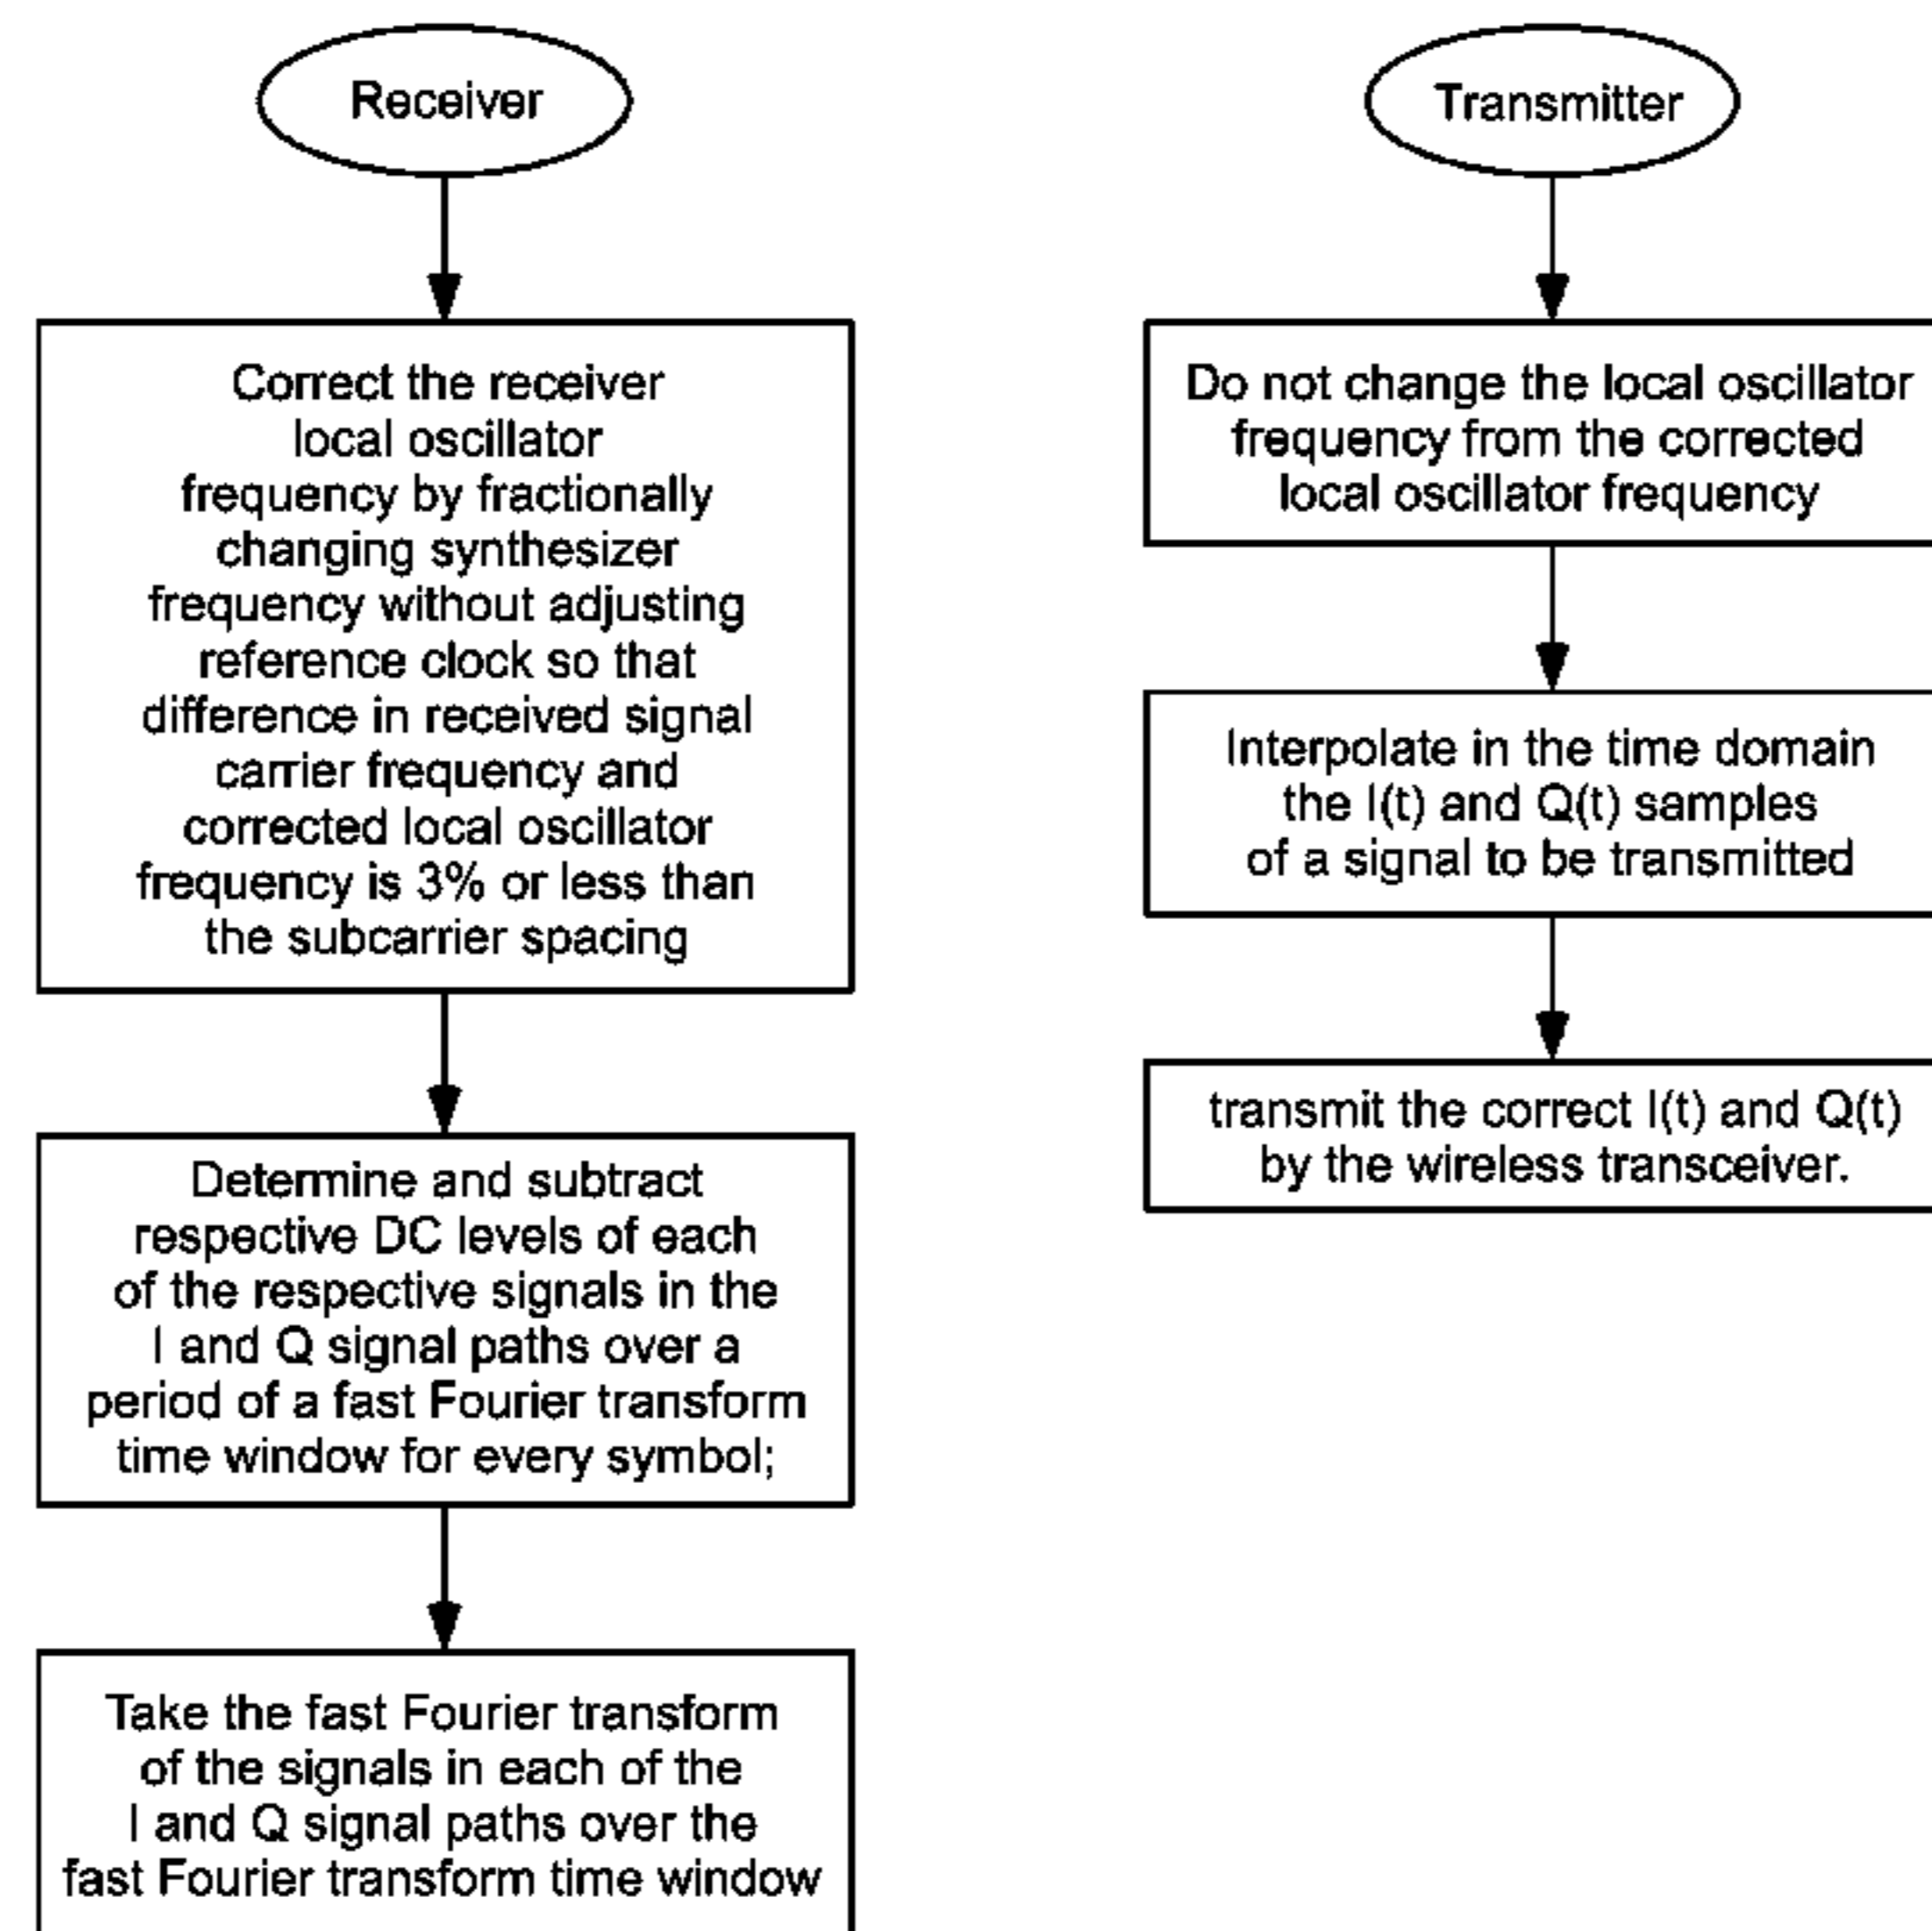 Receiver
Correct the receiver
local oscillator
frequency by fractionally
changing synthesizer
frequency without adjusting
reference clock so that
difference in received signal
carrier frequency and
corrected local oscillator
frequency is 3% or less than
the subcarrier spacing
Determine and subtract
respective DC levels of each
of the respective signals in the
I and Q signal paths over a
period of a fast Fourier transform
time window for every symbol;
Take the fast Fourier transform
of the signals in each of the
I and Q signal paths over the
fast Fourier transform time window
Transmitter
Do not change the local oscillator
frequency from the corrected
local oscillator frequency
Interpolate in the time domain
the I(t) and Q(t) samples
of a signal to be transmitted
transmit the correct I(t) and Q(t)
by the wireless transceiver.